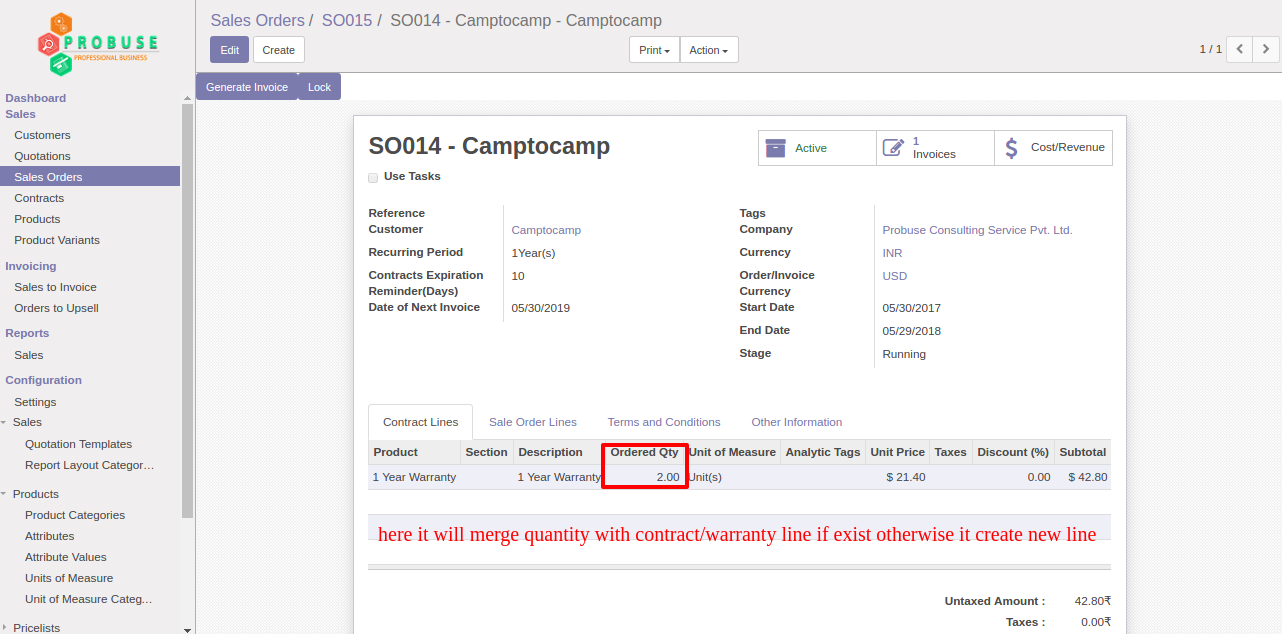 PROBUSE
PROFESSIONAL BUSINESS
Dashboard
Sales
Customers
Quotations
Sales Orders
Contracts
Products
Product Variants
Invoicing
Sales to Invoice
Orders to Upsell
Reports
Sales
Configuration
Settings
Sales
Quotation Templates
Report Layout Categor...
Products
Product Categories
Attributes
Attribute Values
Units of Measure
Unit of Measure Categ...
Pricelists
Sales Orders / SO015 / SO014 - Camptocamp - Camptocamp
Edit Create Print Action 1 / 1
Generate Invoice Lock
SO014 - Camptocamp
Active
1 Invoices
Cost/Revenue
Use Tasks
Reference
Customer Camptocamp
Recurring Period 1Year(s)
Contracts Expiration Reminder(Days) 10
Date of Next Invoice 05/30/2019
Tags
Company Probuse Consulting Service Pvt. Ltd.
Currency INR
Order/Invoice Currency USD
Start Date 05/30/2017
End Date 05/29/2018
Stage Running
Contract Lines Sale Order Lines Terms and Conditions Other Information
Product Section Description Ordered Qty Unit of Measure Analytic Tags Unit Price Taxes Discount (%) Subtotal
1 Year Warranty 1 Year Warranty 2.00 Unit(s) $ 21.40 0.00 $ 42.80
here it will merge quantity with contract/warranty line if exist otherwise it create new line
Untaxed Amount : 42.80₹
Taxes : 0.00₹